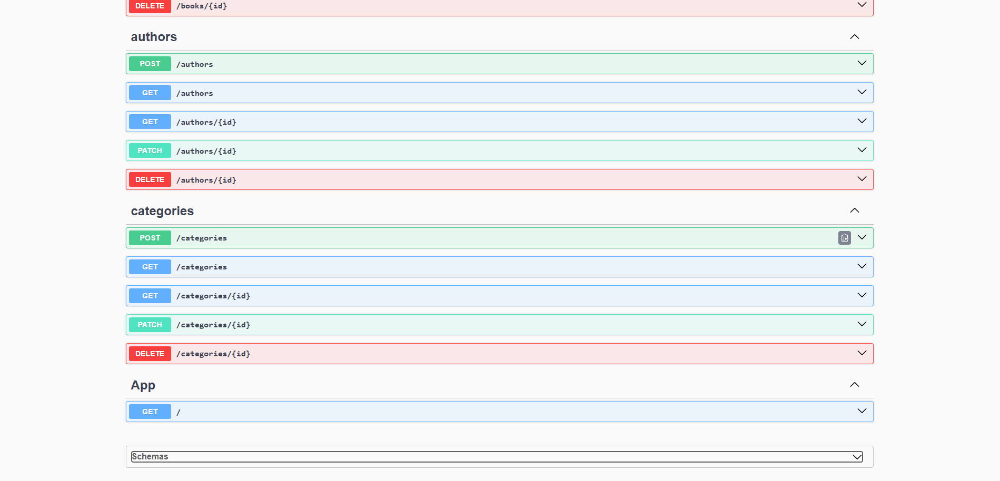 DELETE /books/{id}
authors
POST /authors
GET /authors
GET /authors/{id}
PATCH /authors/{id}
DELETE /authors/{id}
categories
POST /categories
GET /categories
GET /categories/{id}
PATCH /categories/{id}
DELETE /categories/{id}
App
GET /
Schemas